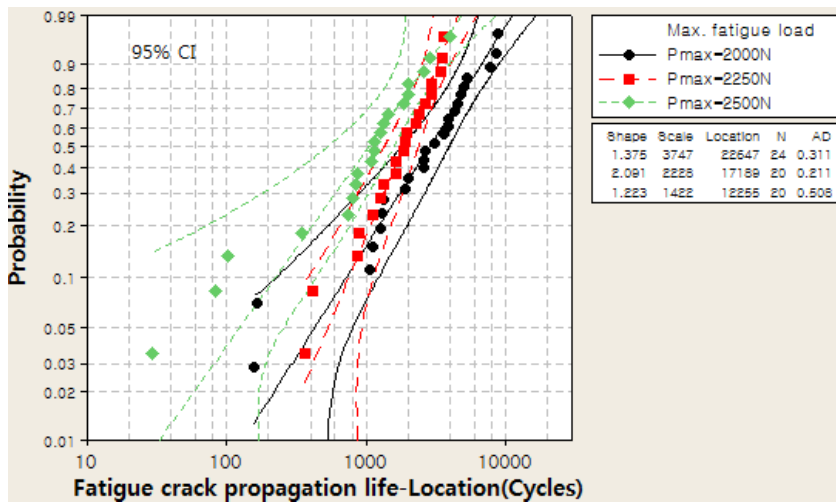 0.99
0.9
0.8
0.7
0.6
0.5
0.4
0.3
0.2
0.1
0.05
0.03
0.02
0.01
Probability
95% CI
10 100 1000 10000
Fatigue crack propagation life-Location(Cycles)
Max. fatigue load
Pmax-2000N
Pmax-2250N
Pmax-2500N
Shape Scale Location N AD
1.375 3747 22647 24 0.311
2.091 2228 17189 20 0.211
1.223 1422 12255 20 0.508